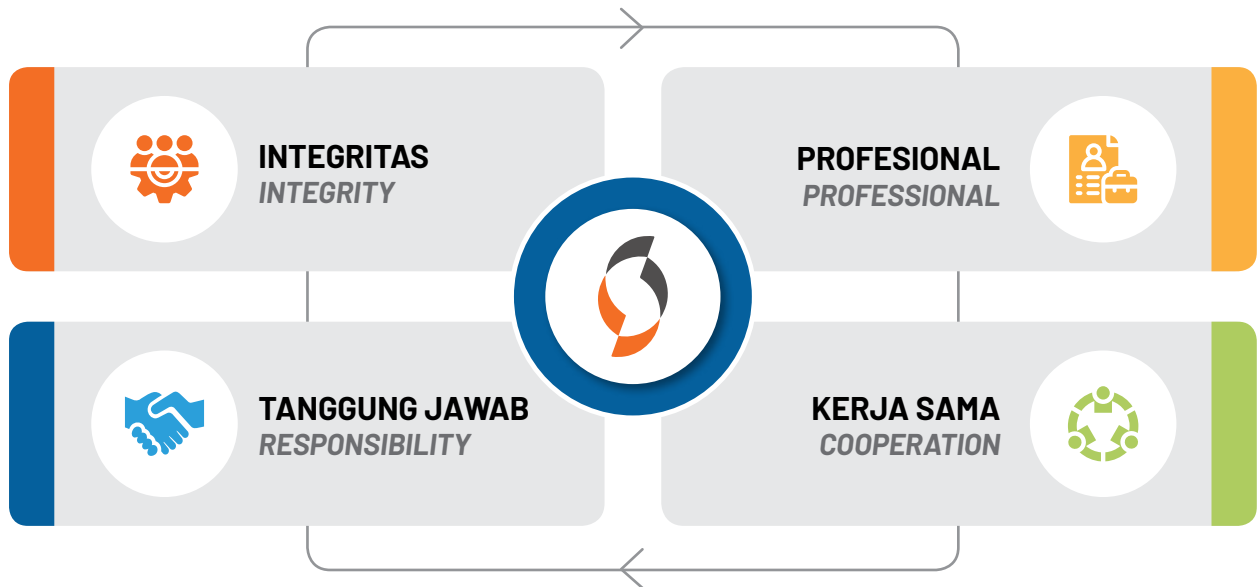 INTEGRITAS
INTEGRITY
PROFESIONAL
PROFESSIONAL
TANGGUNG JAWAB
RESPONSIBILITY
KERJA SAMA
COOPERATION